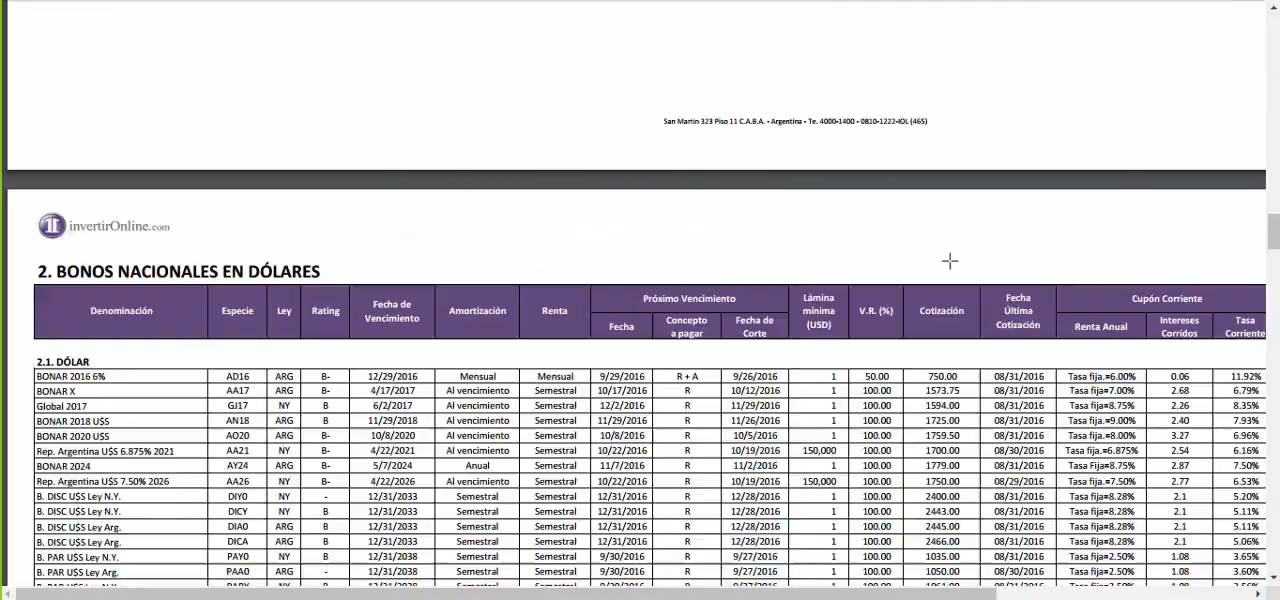 San Martin 323 Piso 11 C.A.B.A. • Argentina • Te. 4000-1400 • 0810-1222-IOL (465)
invertirOnline.com
2. BONOS NACIONALES EN DÓLARES
Denominación Especie Ley Rating Fecha de Vencimiento Amortización Renta Próximo Vencimiento Fecha Concepto a pagar Fecha de Corte Lámina mínima (USD) V.R. (%) Cotización Fecha Última Cotización Cupón Corriente Renta Anual Intereses Corridos Tasa Corriente
2.1. DÓLAR
BONAR 2016 6% AD16 ARG B- 12/29/2016 Mensual Mensual 9/29/2016 R + A 9/26/2016 1 50.00 750.00 08/31/2016 Tasa fija.=6.00% 0.06 11.92%
BONAR X AA17 ARG B- 4/17/2017 Al vencimiento Semestral 10/17/2016 R 10/12/2016 1 100.00 1573.75 08/31/2016 Tasa fija=7.00% 2.68 6.79%
Global 2017 GJ17 NY B 6/2/2017 Al vencimiento Semestral 12/2/2016 R 11/29/2016 1 100.00 1594.00 08/31/2016 Tasa fija=8.75% 2.26 8.35%
BONAR 2018 U$S AN18 ARG B 11/29/2018 Al vencimiento Semestral 11/29/2016 R 11/26/2016 1 100.00 1725.00 08/31/2016 Tasa fija=9.00% 2.40 7.93%
BONAR 2020 U$S AO20 ARG B- 10/8/2020 Al vencimiento Semestral 10/8/2016 R 10/5/2016 1 100.00 1759.50 08/31/2016 Tasa fija=8.00% 3.27 6.96%
Rep. Argentina U$S 6.875% 2021 AA21 NY B- 4/22/2021 Al vencimiento Semestral 10/22/2016 R 10/19/2016 150,000 100.00 1700.00 08/30/2016 Tasa fija.=6.875% 2.54 6.16%
BONAR 2024 AY24 ARG B- 5/7/2024 Anual Semestral 11/7/2016 R 11/2/2016 1 100.00 1779.00 08/31/2016 Tasa Fija=8.75% 2.87 7.50%
Rep. Argentina U$S 7.50% 2026 AA26 NY B- 4/22/2026 Al vencimiento Semestral 10/22/2016 R 10/19/2016 150,000 100.00 1750.00 08/29/2016 Tasa fija.=7.50% 2.77 6.53%
B. DISC U$S Ley N.Y. DIY0 NY - 12/31/2033 Semestral Semestral 12/31/2016 R 12/28/2016 1 100.00 2400.00 08/31/2016 Tasa fija=8.28% 2.1 5.20%
B. DISC U$S Ley N.Y. DICY NY B 12/31/2033 Semestral Semestral 12/31/2016 R 12/28/2016 1 100.00 2443.00 08/31/2016 Tasa fija=8.28% 2.1 5.11%
B. DISC U$S Ley Arg. DIA0 ARG B 12/31/2033 Semestral Semestral 12/31/2016 R 12/28/2016 1 100.00 2445.00 08/31/2016 Tasa fija=8.28% 2.1 5.11%
B. DISC U$S Ley Arg. DICA ARG B 12/31/2033 Semestral Semestral 12/31/2016 R 12/28/2016 1 100.00 2466.00 08/31/2016 Tasa fija=8.28% 2.1 5.06%
B. PAR U$S Ley N.Y. PAY0 NY B 12/31/2038 Semestral Semestral 9/30/2016 R 9/27/2016 1 100.00 1035.00 08/31/2016 Tasa fija=2.50% 1.08 3.65%
B. PAR U$S Ley Arg. PAA0 ARG - 12/31/2038 Semestral Semestral 9/30/2016 R 9/27/2016 1 100.00 1050.00 08/30/2016 Tasa fija=2.50% 1.08 3.60%